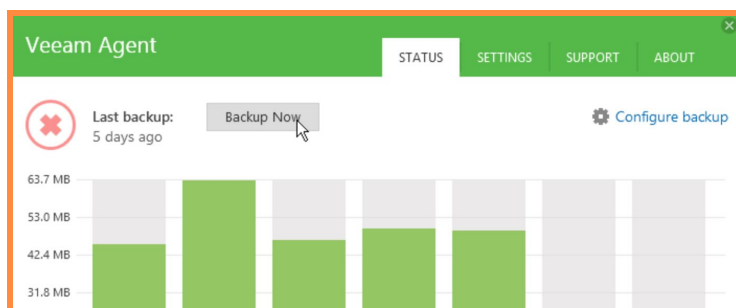 Veeam Agent
STATUS SETTINGS SUPPORT ABOUT
Last backup: Backup Now Configure backup
5 days ago
63.7 MB
53.0 MB
42.4 MB
31.8 MB